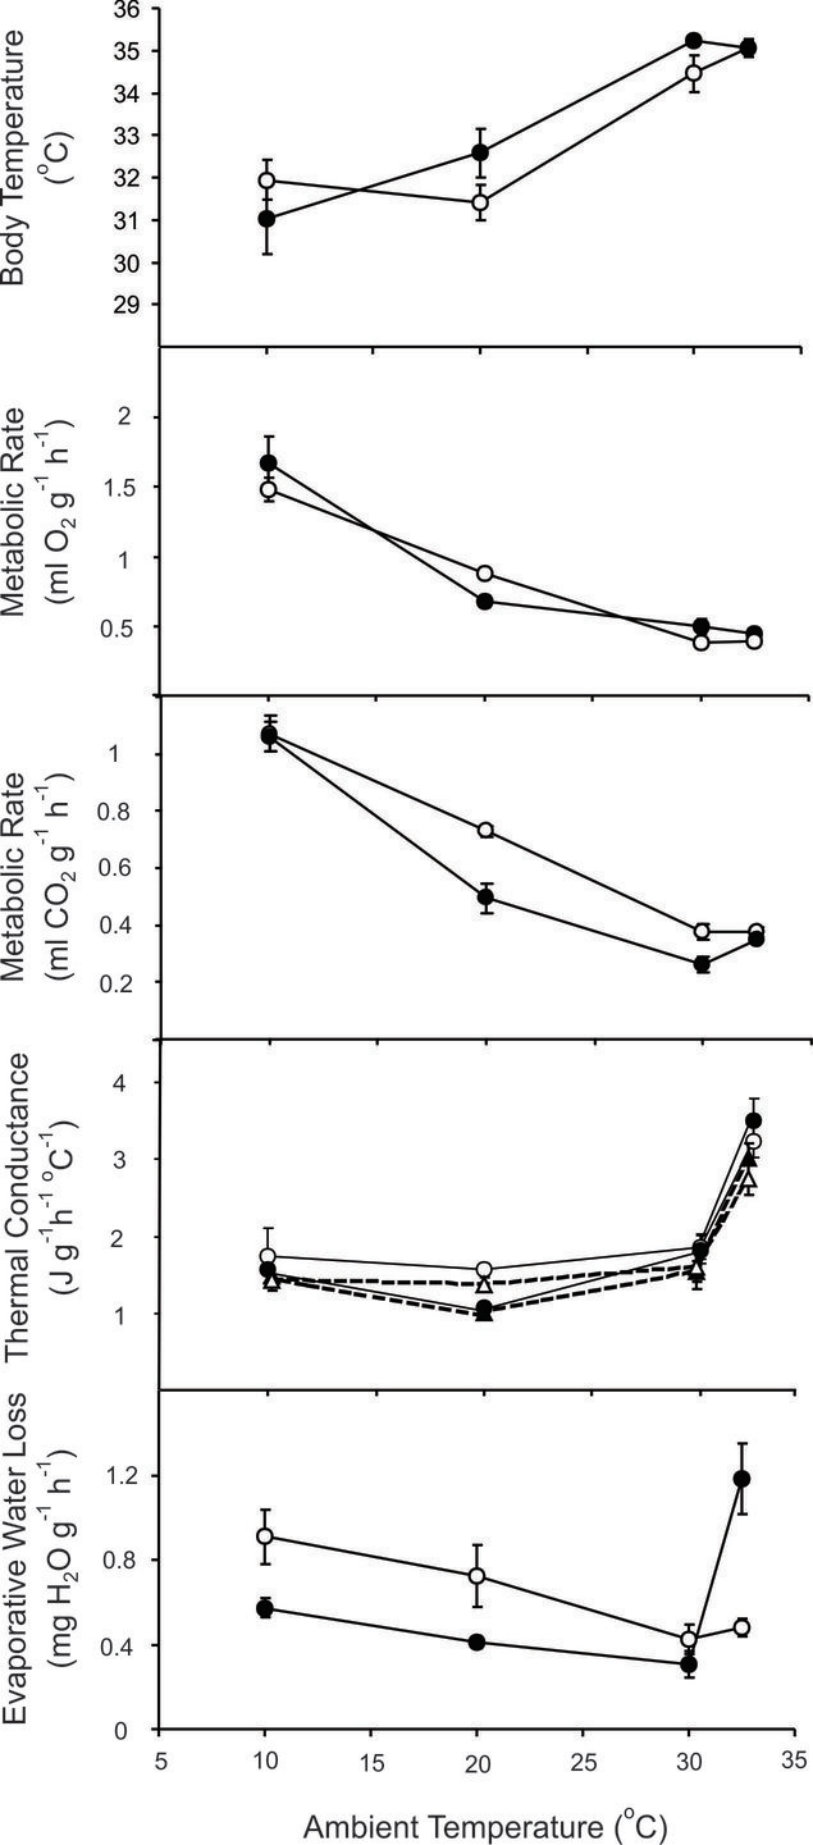 Body Temperature
(°C)
36
35
34
33
32
31
30
29
Metabolic Rate
(ml O₂ g⁻¹ h⁻¹)
2
1.5
1
0.5
Metabolic Rate
(ml CO₂ g⁻¹ h⁻¹)
1
0.8
0.6
0.4
0.2
Thermal Conductance
(J g⁻¹h⁻¹ °C⁻¹)
4
3
2
1
Evaporative Water Loss
(mg H₂O g⁻¹ h⁻¹)
1.2
0.8
0.4
0
5 10 15 20 25 30 35
Ambient Temperature (°C)